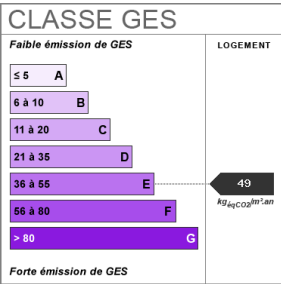 CLASSE GES
Faible émission de GES
LOGEMENT
≤ 5 A
6 à 10 B
11 à 20 C
21 à 35 D
36 à 55 E
49
kgéqCO2/m².an
56 à 80 F
> 80 G
Forte émission de GES